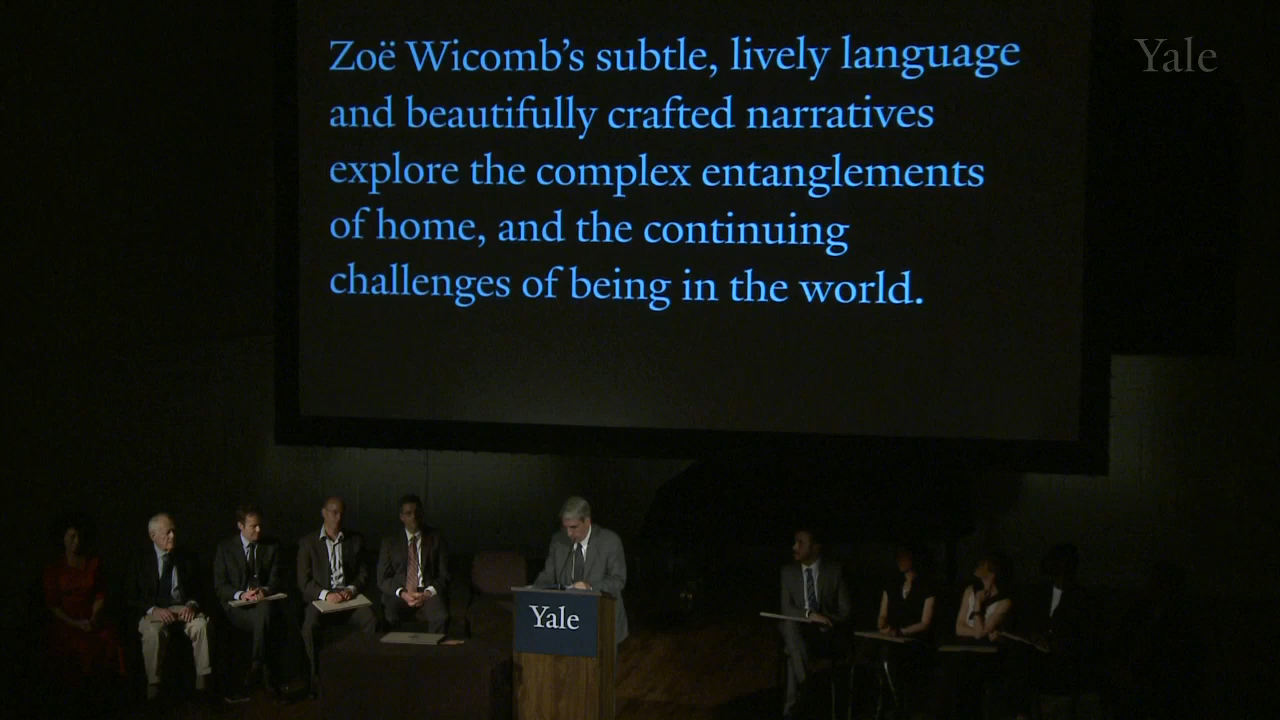 Zoë Wicomb’s subtle, lively language
and beautifully crafted narratives
explore the complex entanglements
of home, and the continuing
challenges of being in the world.
Yale
Yale